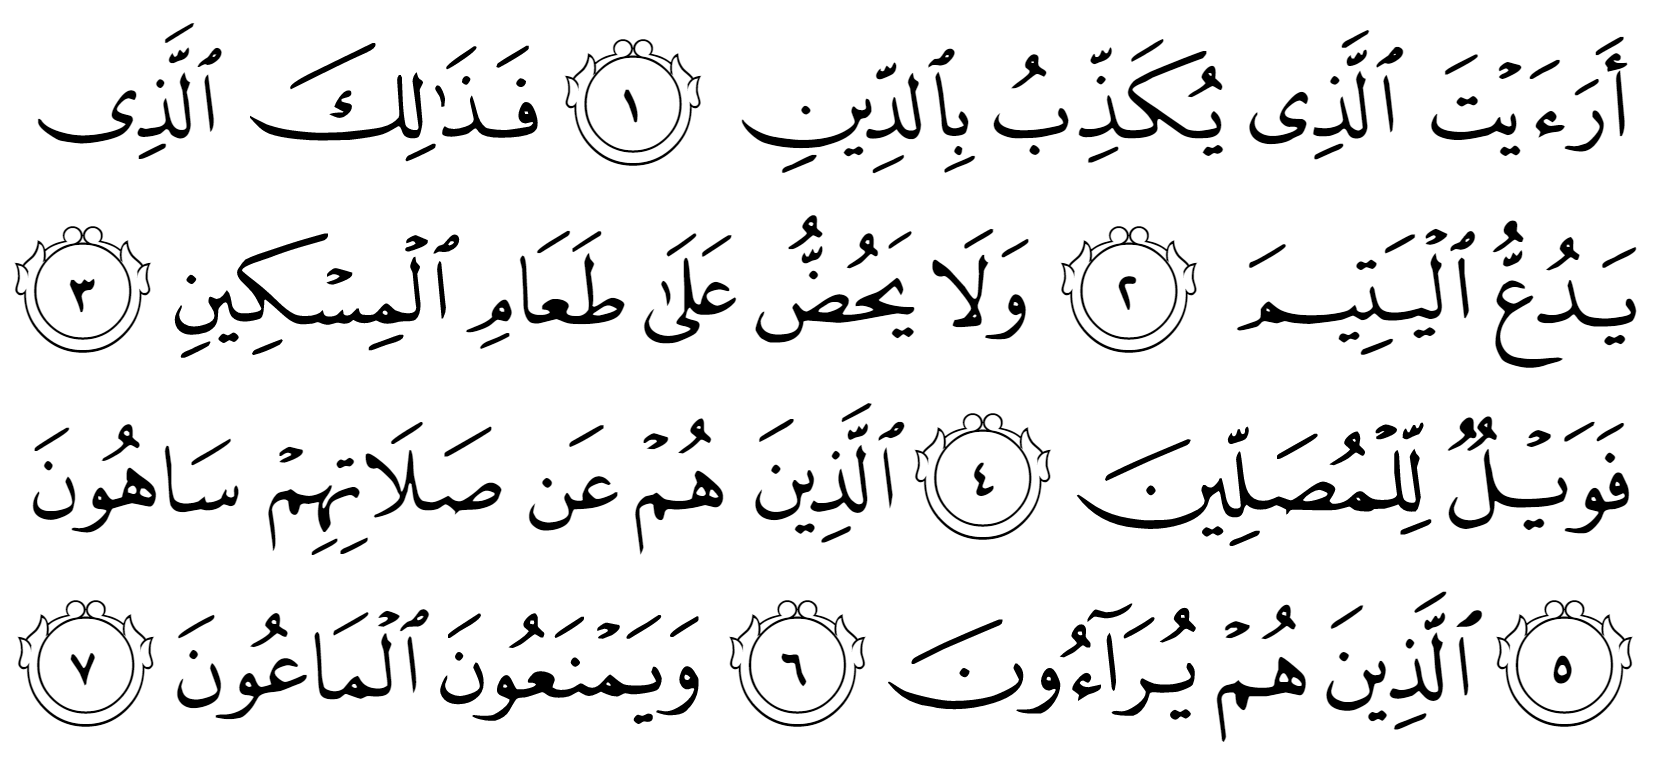 أَرَءَيْتَ ٱلَّذِى يُكَذِّبُ بِٱلدِّينِ ١ فَذَٰلِكَ ٱلَّذِى
يَدُعُّ ٱلْيَتِيمَ ٢ وَلَا يَحُضُّ عَلَىٰ طَعَامِ ٱلْمِسْكِينِ ٣
فَوَيْلٌ لِّلْمُصَلِّينَ ٤ ٱلَّذِينَ هُمْ عَن صَلَاتِهِمْ سَاهُونَ
٥ ٱلَّذِينَ هُمْ يُرَآءُونَ ٦ وَيَمْنَعُونَ ٱلْمَاعُونَ ٧